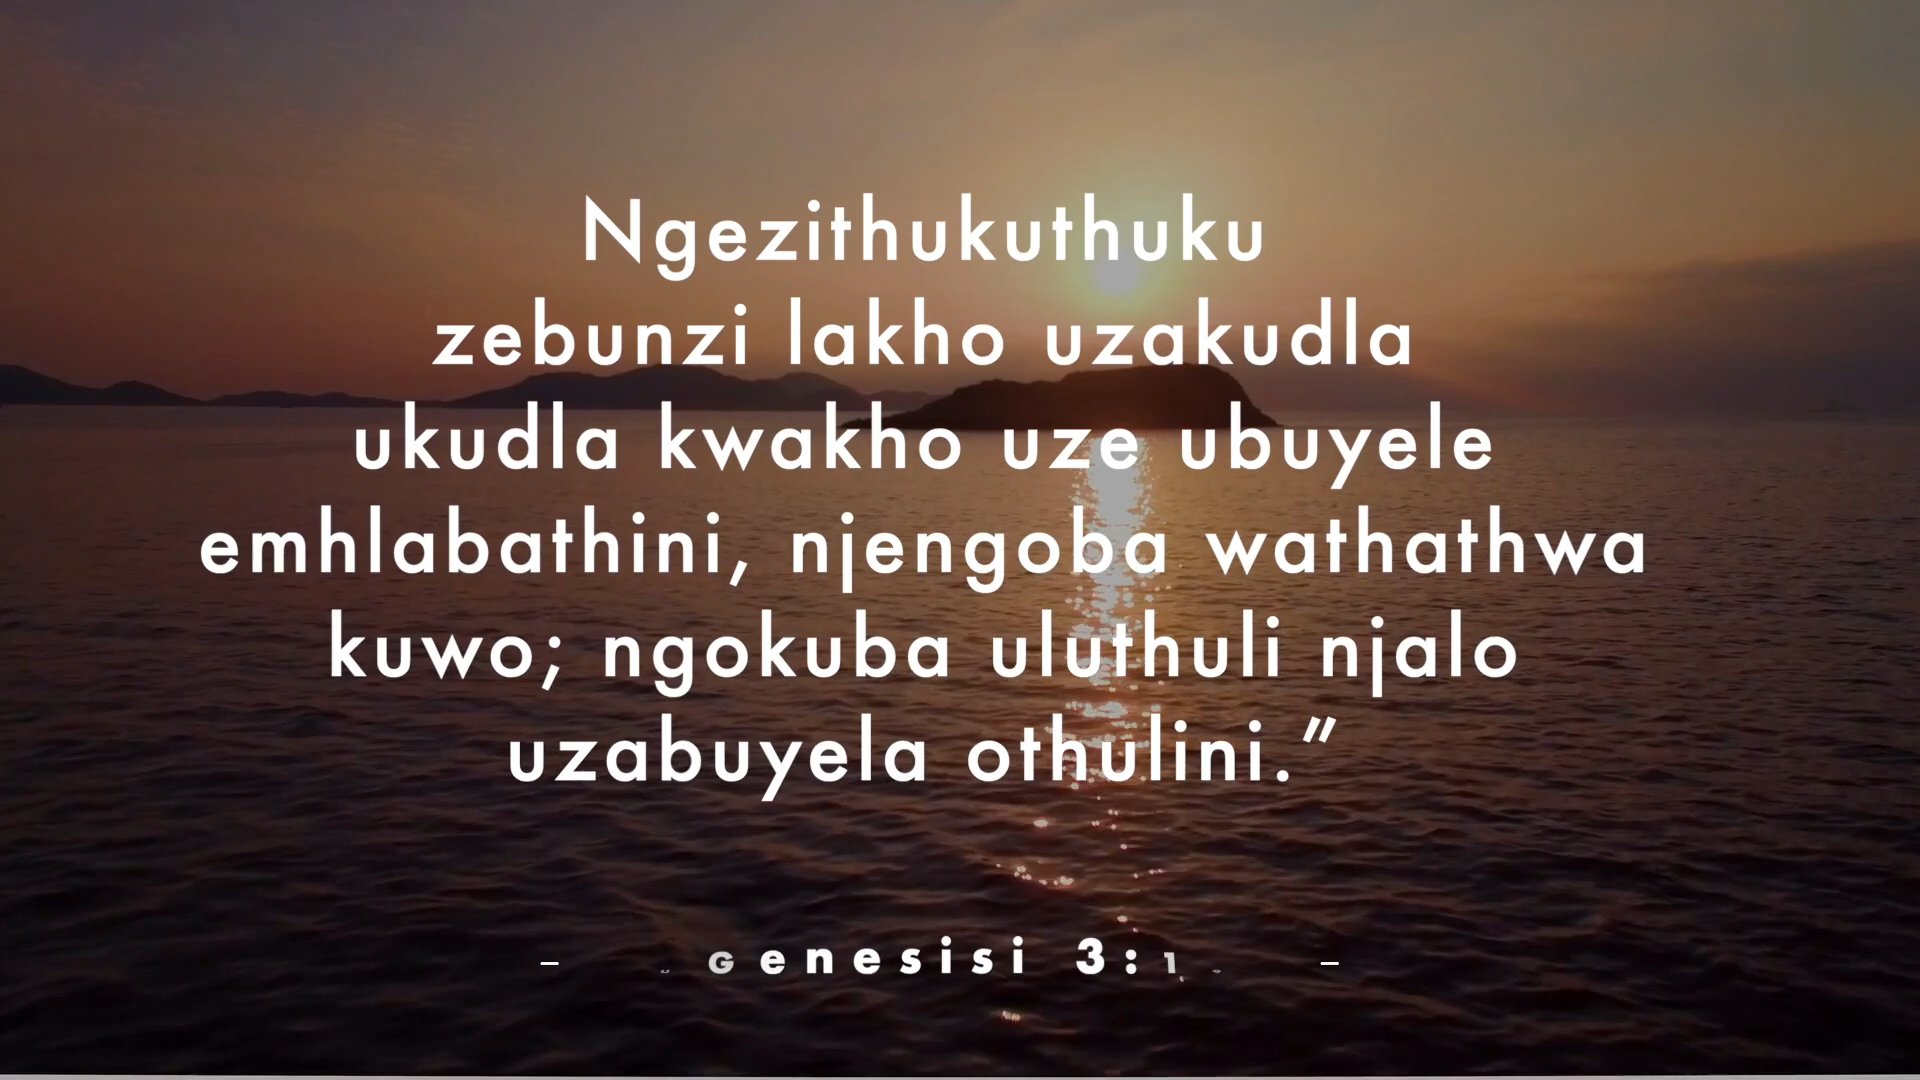 Ngezithukuthuku
zebunzi lakho uzakudla
ukudla kwakho uze ubuyele
emhlabathini, njengoba wathathwa
kuwo; ngokuba uluthuli njalo
uzabuyela othulini.”
Genesisi 3:1